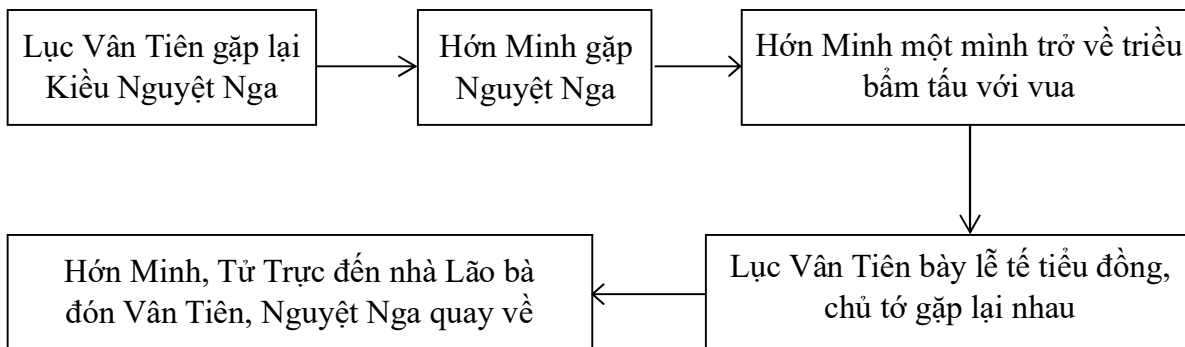 Lục Vân Tiên gặp lại
Kiều Nguyệt Nga
Hớn Minh gặp
Nguyệt Nga
Hớn Minh một mình trở về triều
bẩm tấu với vua
Lục Vân Tiên bày lễ tế tiểu đồng,
chủ tớ gặp lại nhau
Hớn Minh, Tử Trực đến nhà Lão bà
đón Vân Tiên, Nguyệt Nga quay về